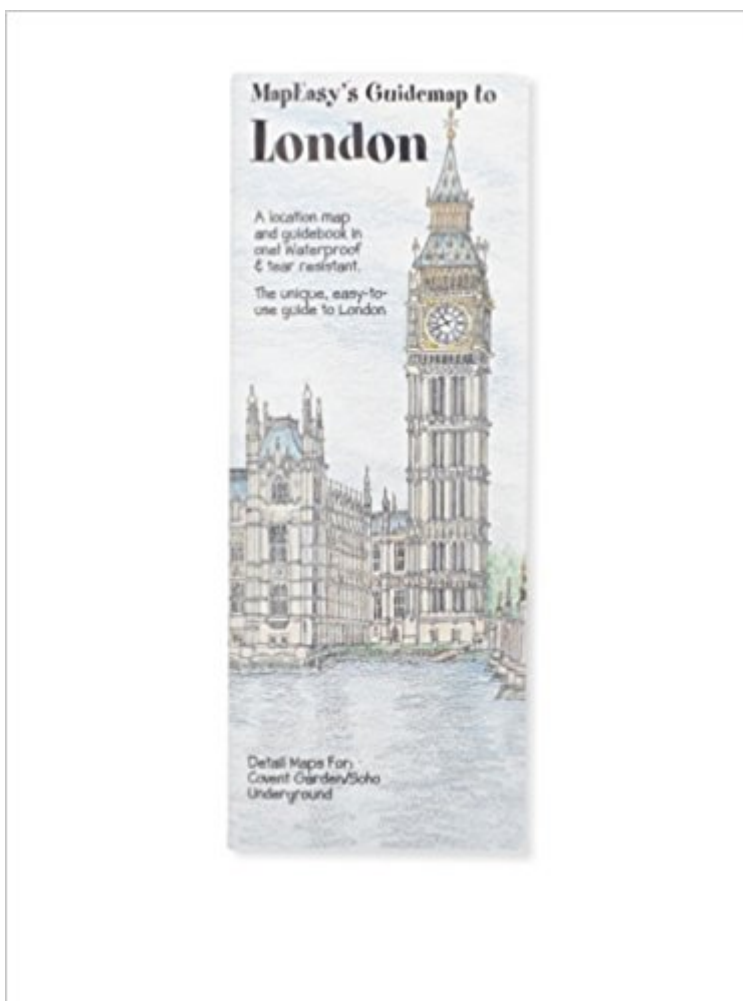 MapEasy's Guidemap to
London
A location map
and guidebook in
one! Waterproof
& tear resistant.
The unique, easy-to-
use guide to London
Detail Maps For:
Covent Garden/Soho
Underground